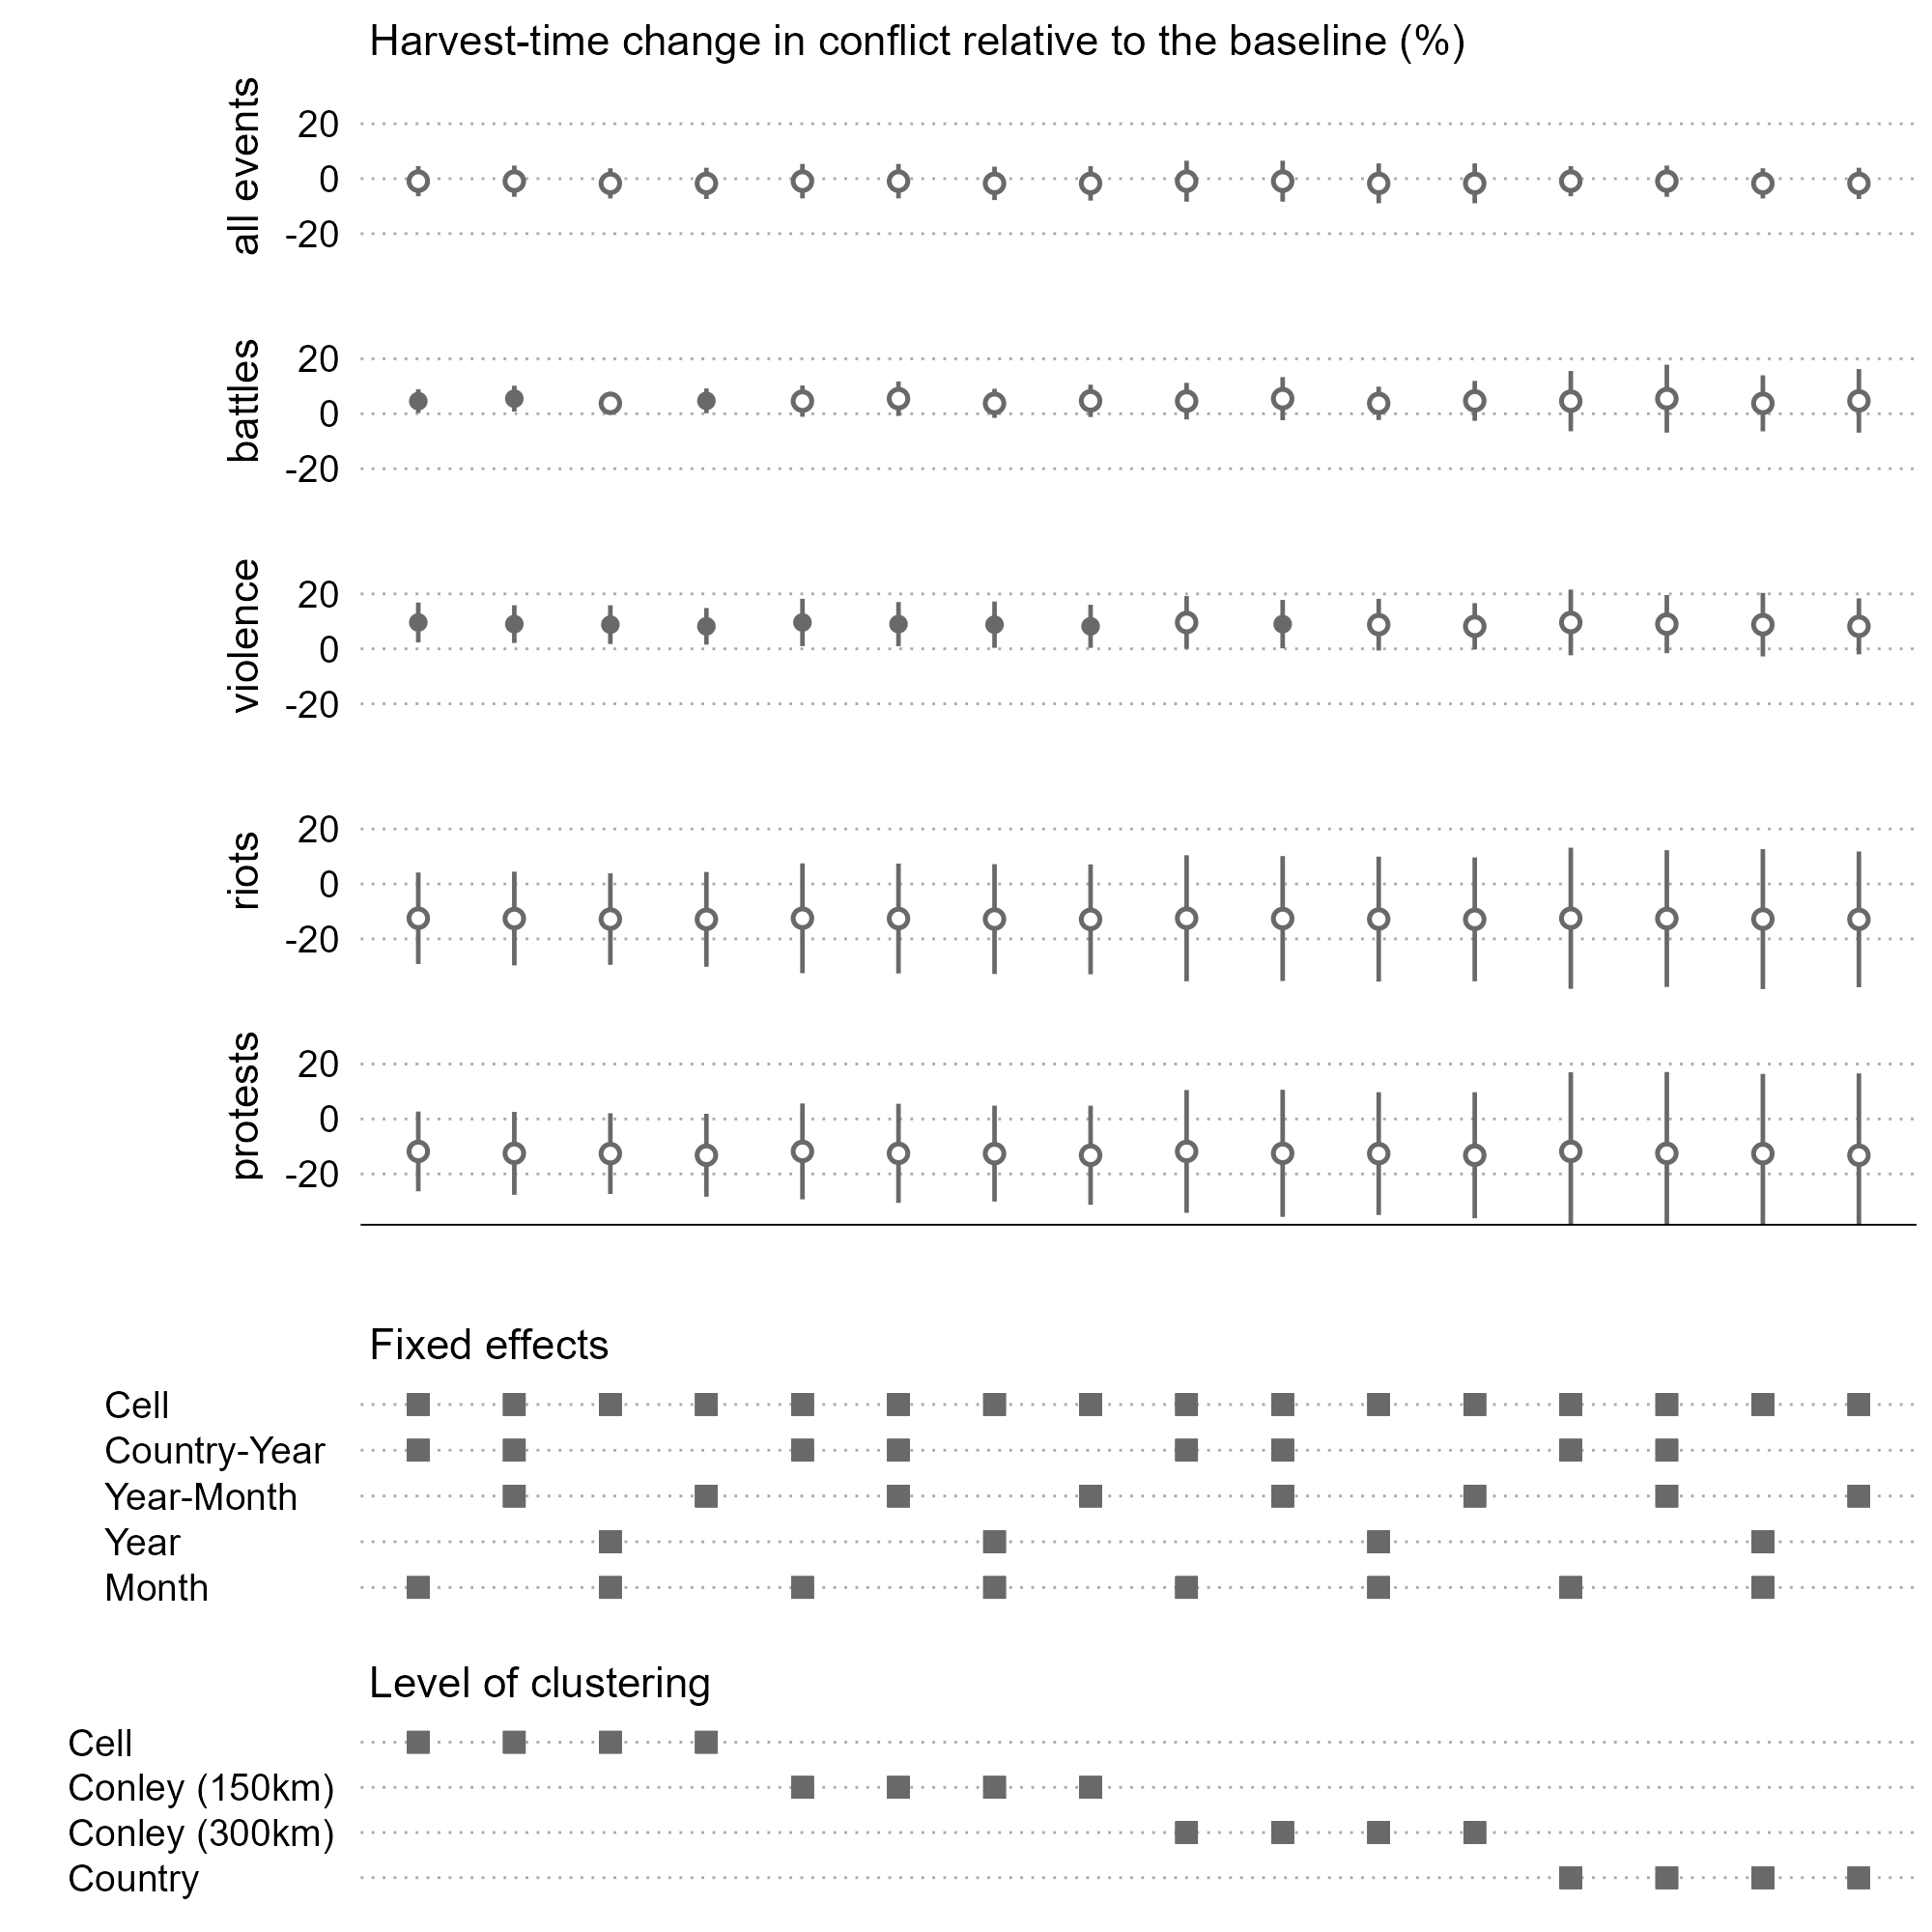 Harvest-time change in conflict relative to the baseline (%)
all events
20
0
-20
battles
20
0
-20
violence
20
0
-20
riots
20
0
-20
protests
20
0
-20
Fixed effects
Cell
Country-Year
Year-Month
Year
Month
Level of clustering
Cell
Conley (150km)
Conley (300km)
Country